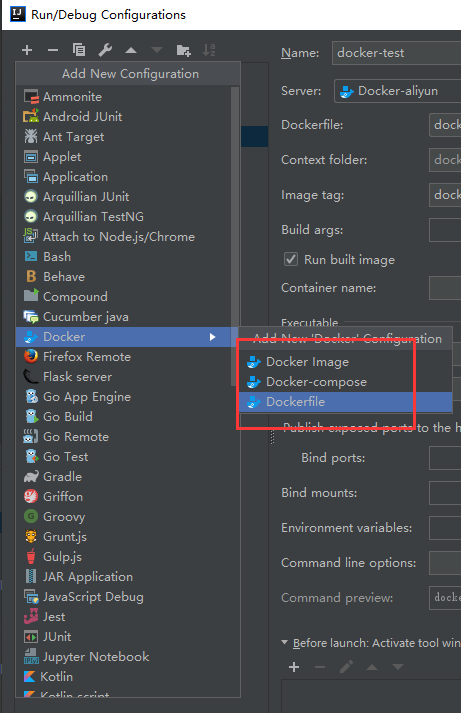 Run/Debug Configurations
Add New Configuration
Ammonite
Android JUnit
Ant Target
Applet
Application
Arquillian JUnit
Arquillian TestNG
Attach to Node.js/Chrome
Bash
Behave
Compound
Cucumber java
Docker
Firefox Remote
Flask server
Go App Engine
Go Build
Go Remote
Go Test
Gradle
Griffon
Groovy
Grunt.js
Gulp.js
JAR Application
JavaScript Debug
Jest
JUnit
Jupyter Notebook
Kotlin
Kotlin script
Add New 'Docker' Configuration
Docker Image
Docker-compose
Dockerfile
Name: docker-test
Server: Docker-aliyun
Dockerfile: dock
Context folder: dock
Image tag: dock
Build args:
Run built image
Container name:
Executable
Publish exposed ports to the h
Bind ports:
Bind mounts:
Environment variables:
Command line options:
Command preview: docke
Before launch: Activate tool win